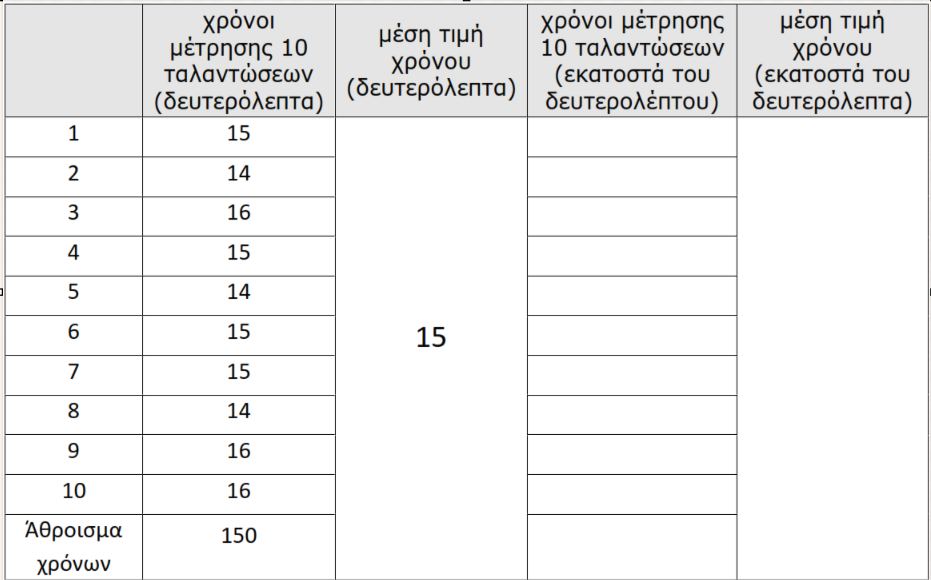 χρόνοι μέτρησης 10 ταλαντώσεων (δευτερόλεπτα)
μέση τιμή χρόνου (δευτερόλεπτα)
χρόνοι μέτρησης 10 ταλαντώσεων (εκατοστά του δευτερολέπτου)
μέση τιμή χρόνου (εκατοστά του δευτερόλεπτα)
1 15
2 14
3 16
4 15
5 14
6 15
15
7 15
8 14
9 16
10 16
Άθροισμα χρόνων 150